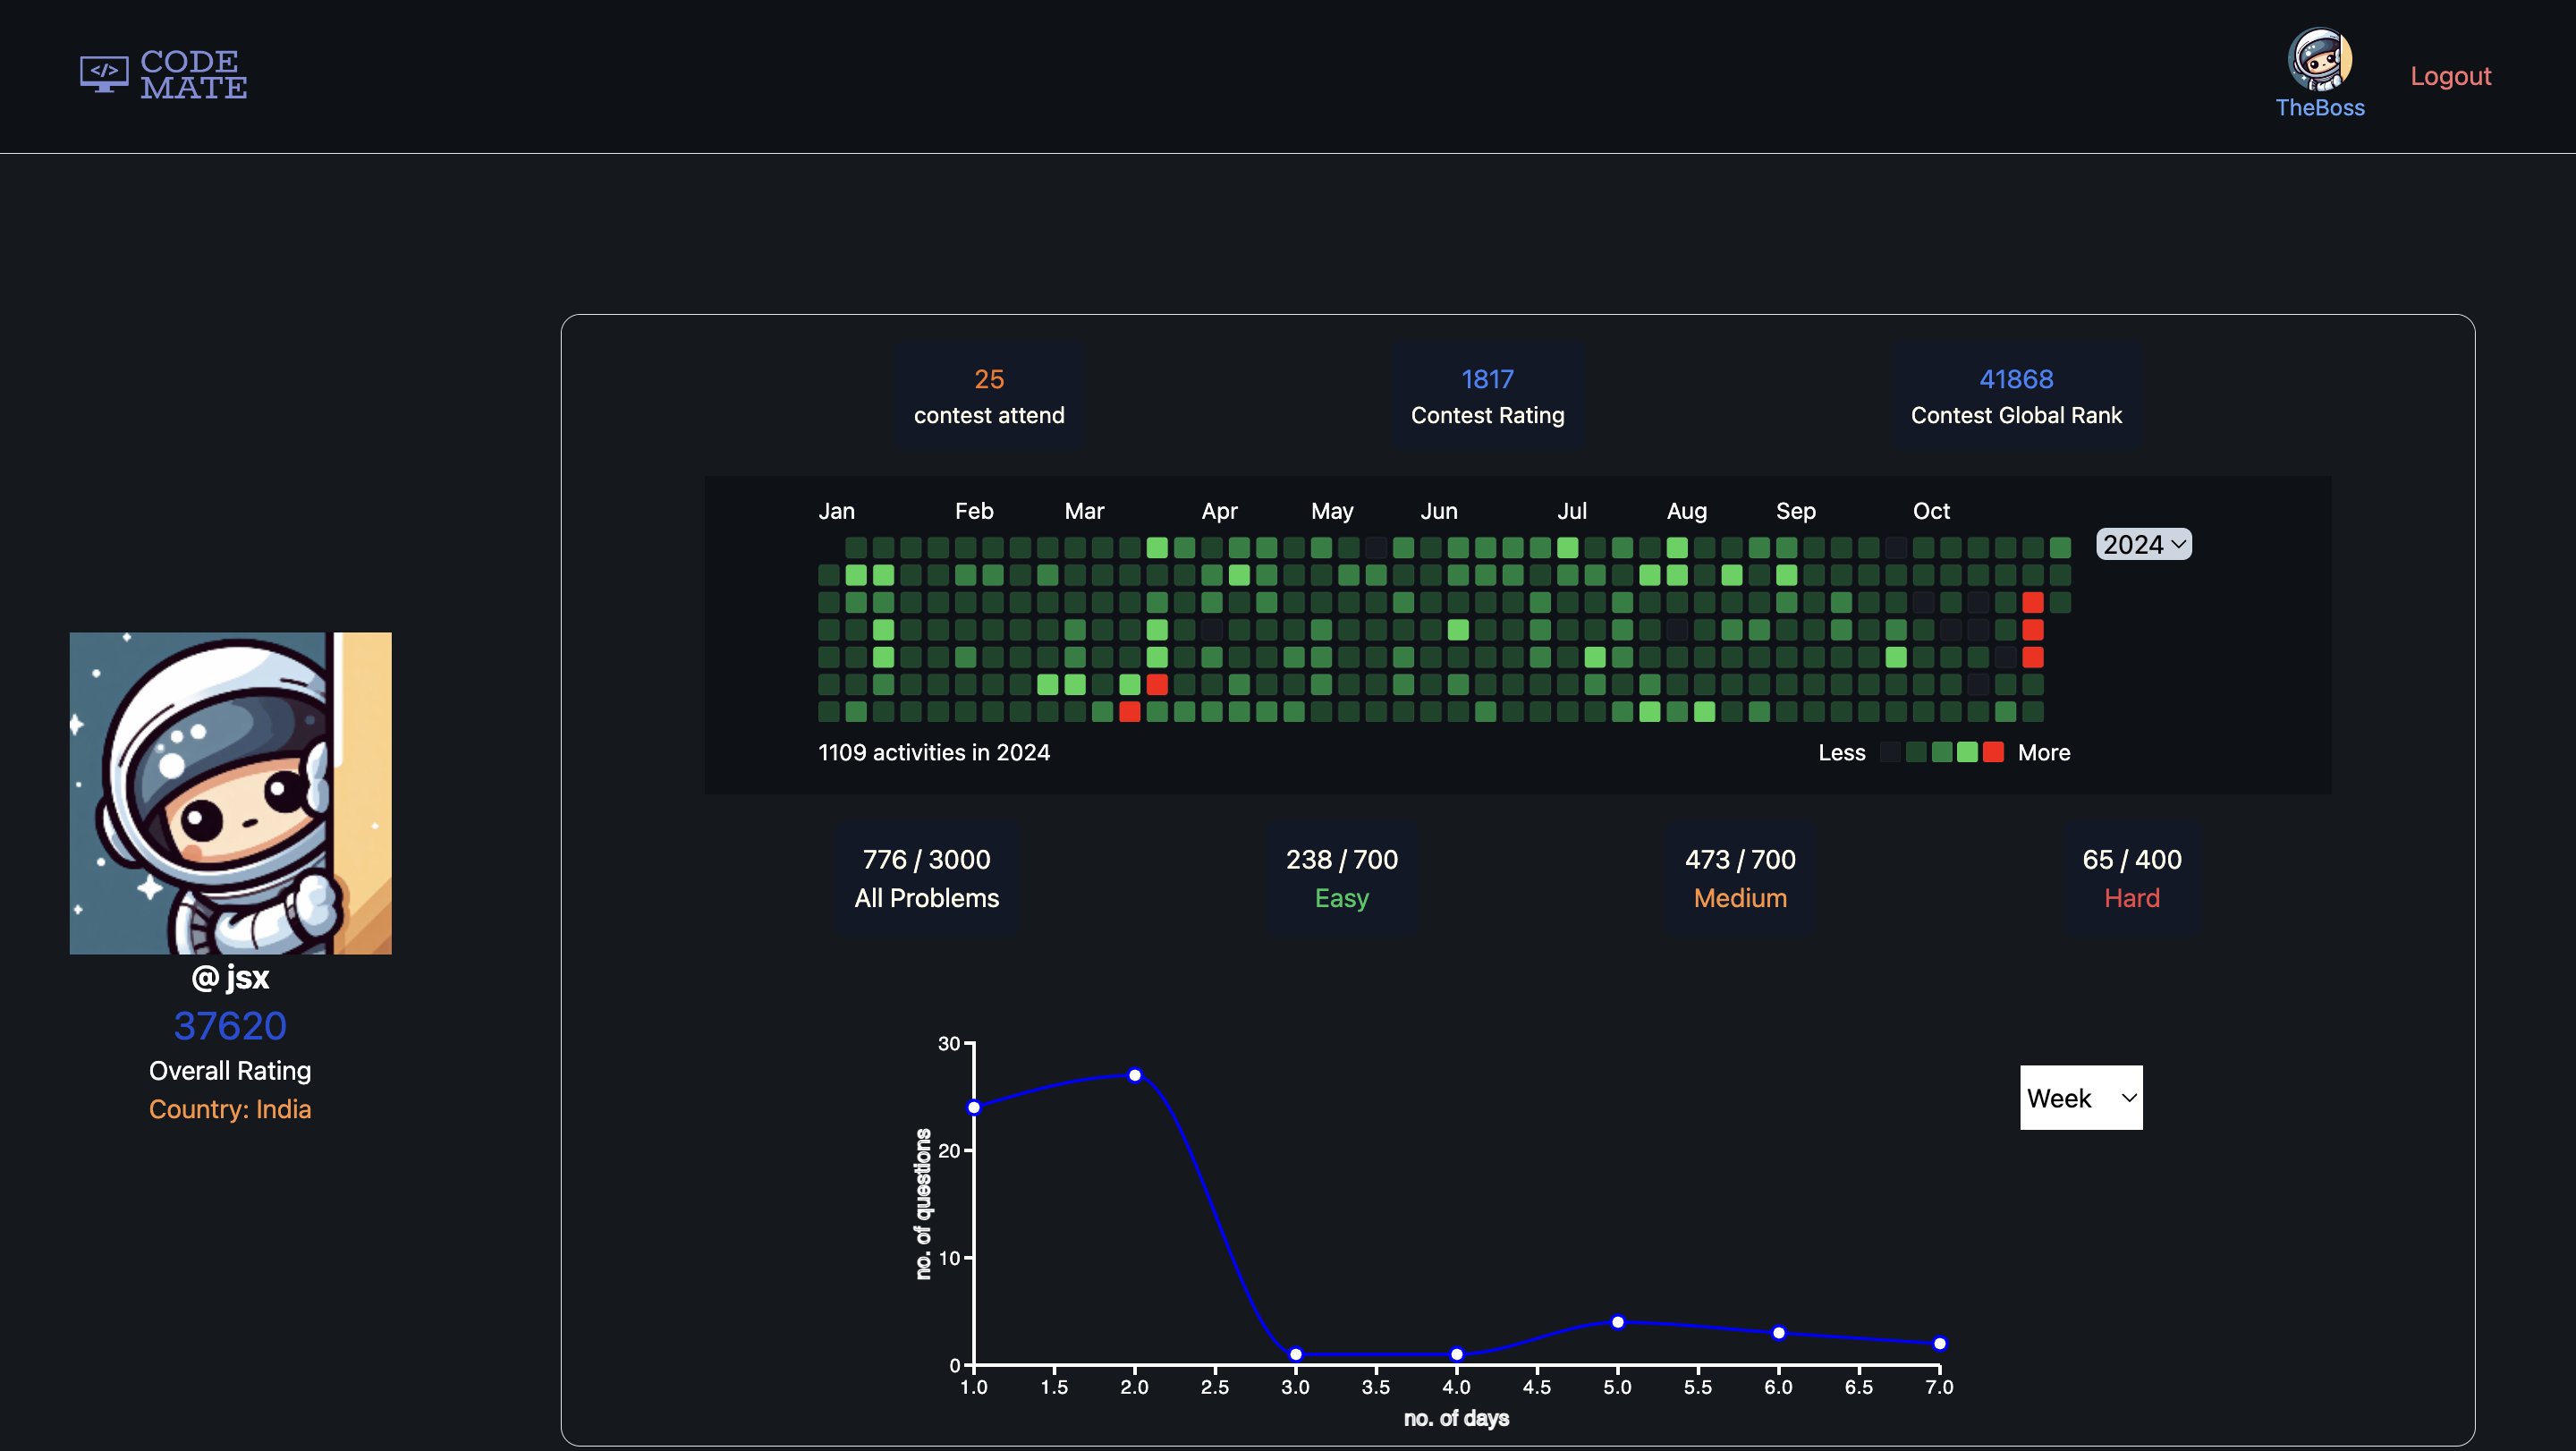 </>
CODE
MATE
TheBoss
Logout
25
contest attend
1817
Contest Rating
41868
Contest Global Rank
Jan Feb Mar Apr May Jun Jul Aug Sep Oct
2024
1109 activities in 2024
Less More
776 / 3000
All Problems
238 / 700
Easy
473 / 700
Medium
65 / 400
Hard
@ jsx
37620
Overall Rating
Country: India
30
20
10
0
no. of questions
1.0 1.5 2.0 2.5 3.0 3.5 4.0 4.5 5.0 5.5 6.0 6.5 7.0
no. of days
Week